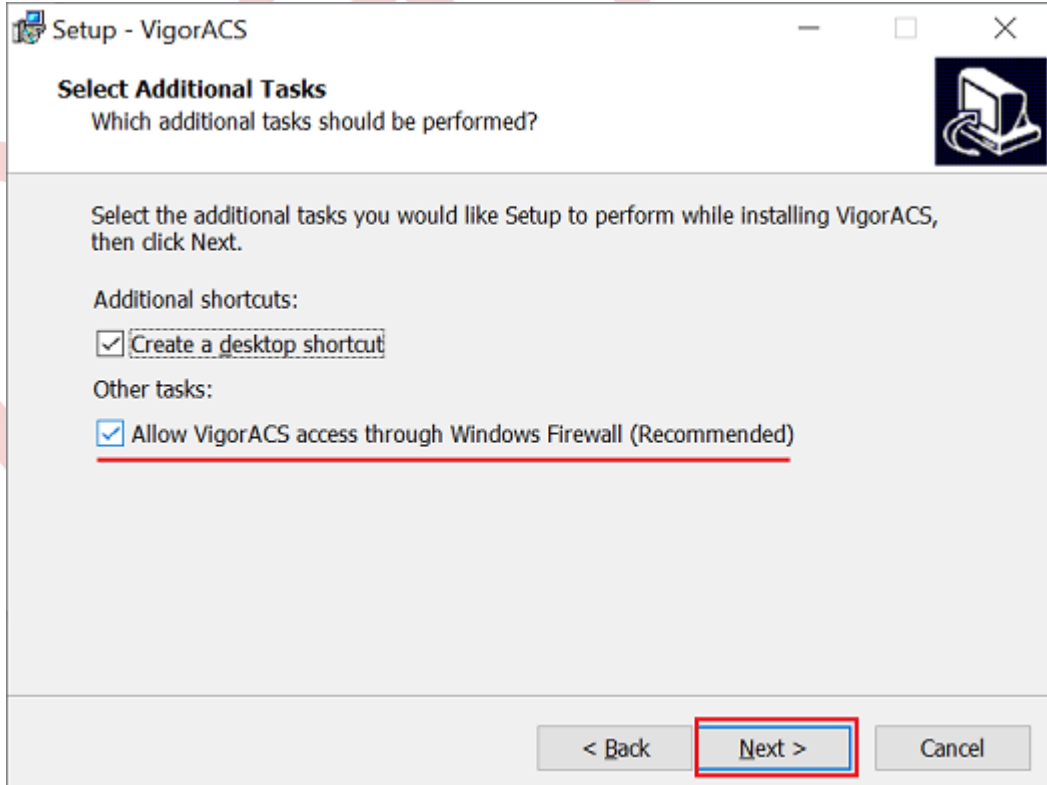 Setup - VigorACS
Select Additional Tasks
Which additional tasks should be performed?
Select the additional tasks you would like Setup to perform while installing VigorACS,
then click Next.
Additional shortcuts:
Create a desktop shortcut
Other tasks:
Allow VigorACS access through Windows Firewall (Recommended)
< Back Next > Cancel